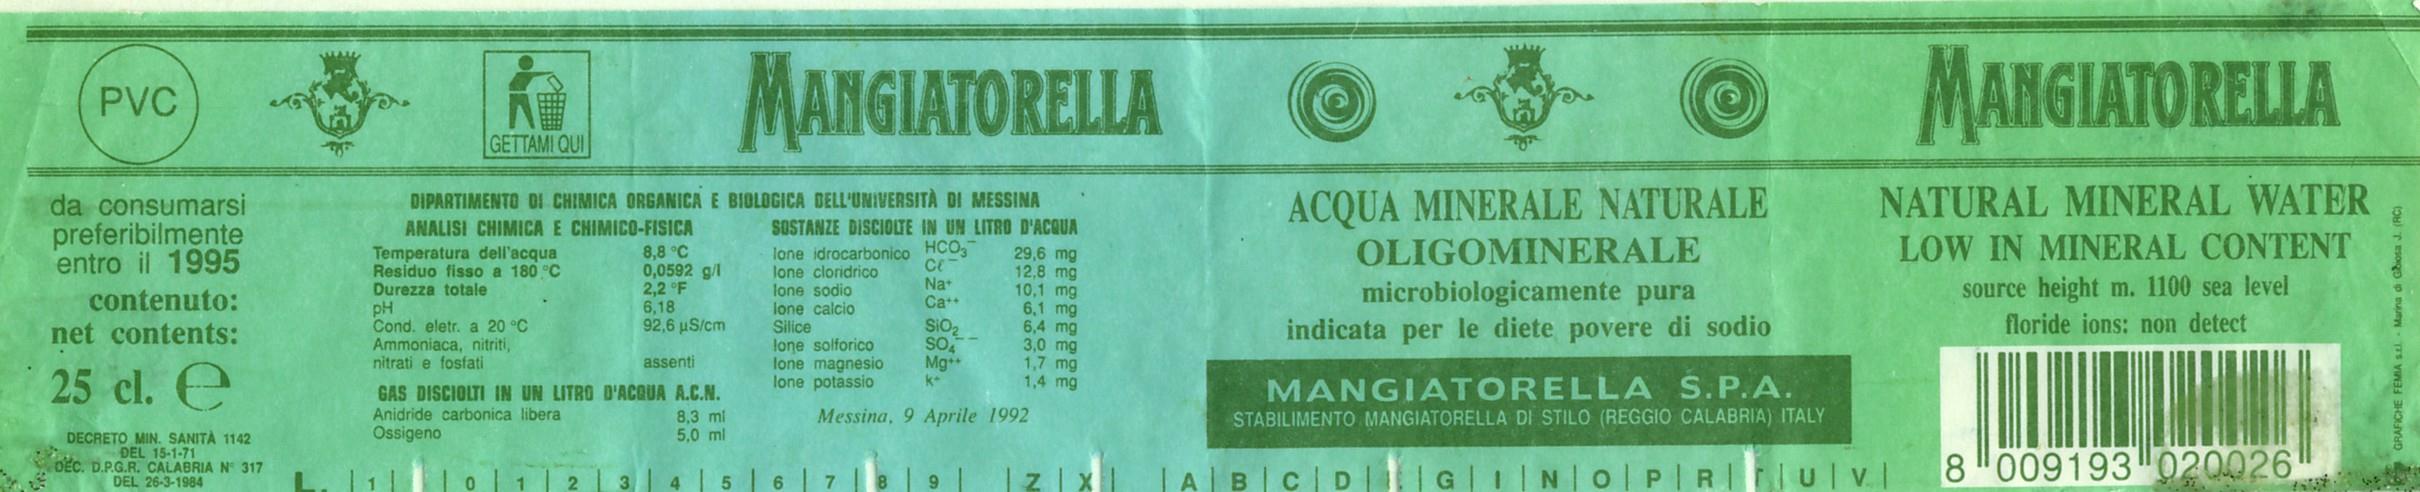 PVC
GETTAMI QUI
MANGIATORELLA
MANGIATORELLA
da consumarsi
preferibilmente
entro il 1995
contenuto:
net contents:
25 cl. e
DECRETO MIN. SANITÀ 1142
DEL 15-1-71
DEC. D.P.G.R. CALABRIA N° 317
DEL 26-3-1984
DIPARTIMENTO DI CHIMICA ORGANICA E BIOLOGICA DELL'UNIVERSITÀ DI MESSINA
ANALISI CHIMICA E CHIMICO-FISICA
Temperatura dell'acqua 8,8 °C
Residuo fisso a 180 °C 0,0592 g/l
Durezza totale 2,2 °F
pH 6,18
Cond. eletr. a 20 °C 92,6 µS/cm
Ammoniaca, nitriti,
nitrati e fosfati assenti
GAS DISCIOLTI IN UN LITRO D'ACQUA A.C.N.
Anidride carbonica libera 8,3 ml
Ossigeno 5,0 ml
SOSTANZE DISCIOLTE IN UN LITRO D'ACQUA
Ione idrocarbonico HCO₃⁻ 29,6 mg
Ione cloridrico Cℓ⁻ 12,8 mg
Ione sodio Na⁺ 10,1 mg
Ione calcio Ca⁺⁺ 6,1 mg
Silice SiO₂ 6,4 mg
Ione solforico SO₄⁻⁻ 3,0 mg
Ione magnesio Mg⁺⁺ 1,7 mg
Ione potassio k⁺ 1,4 mg
Messina, 9 Aprile 1992
ACQUA MINERALE NATURALE
OLIGOMINERALE
microbiologicamente pura
indicata per le diete povere di sodio
MANGIATORELLA S.P.A.
STABILIMENTO MANGIATORELLA DI STILO (REGGIO CALABRIA) ITALY
NATURAL MINERAL WATER
LOW IN MINERAL CONTENT
source height m. 1100 sea level
floride ions: non detect
8 009193 020026
GRAFICHE FEMIA s.r.l. - Marina di Gioiosa J. (RC)
L. | 1 | | 0 | 1 | 2 | 3 | 4 | 5 | 6 | 7 | 8 | 9 | | Z | X | | A | B | C | D | | G | I | N | O | P | R | | U | V |